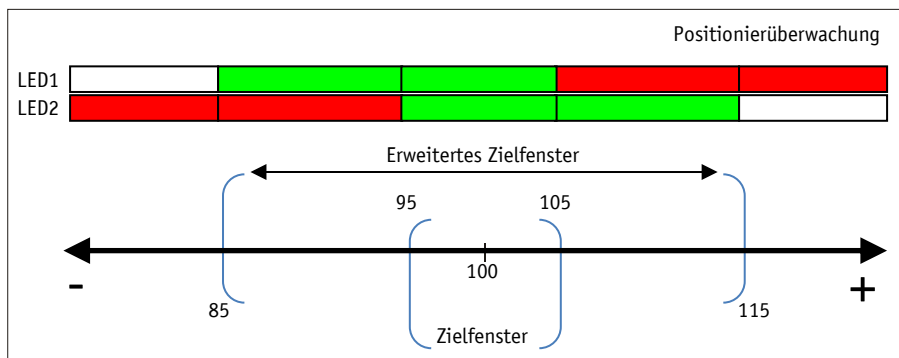 Positionierüberwachung
LED1
LED2
Erweitertes Zielfenster
95 105
100
- +
85 115
Zielfenster